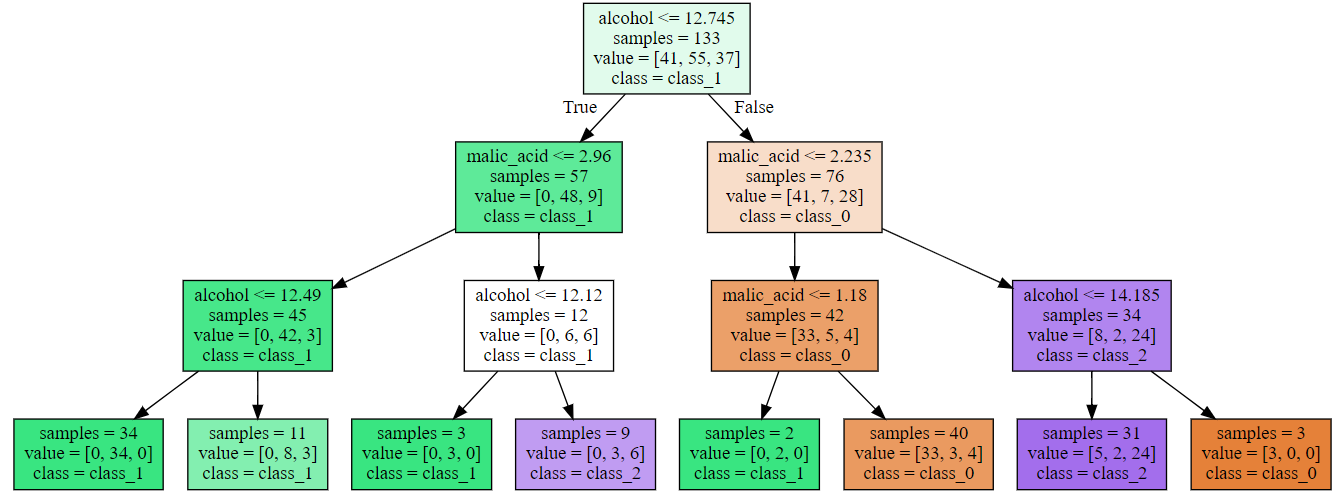 alcohol <= 12.745
samples = 133
value = [41, 55, 37]
class = class_1
True
False
malic_acid <= 2.96
samples = 57
value = [0, 48, 9]
class = class_1
malic_acid <= 2.235
samples = 76
value = [41, 7, 28]
class = class_0
alcohol <= 12.49
samples = 45
value = [0, 42, 3]
class = class_1
alcohol <= 12.12
samples = 12
value = [0, 6, 6]
class = class_1
malic_acid <= 1.18
samples = 42
value = [33, 5, 4]
class = class_0
alcohol <= 14.185
samples = 34
value = [8, 2, 24]
class = class_2
samples = 34
value = [0, 34, 0]
class = class_1
samples = 11
value = [0, 8, 3]
class = class_1
samples = 3
value = [0, 3, 0]
class = class_1
samples = 9
value = [0, 3, 6]
class = class_2
samples = 2
value = [0, 2, 0]
class = class_1
samples = 40
value = [33, 3, 4]
class = class_0
samples = 31
value = [5, 2, 24]
class = class_2
samples = 3
value = [3, 0, 0]
class = class_0